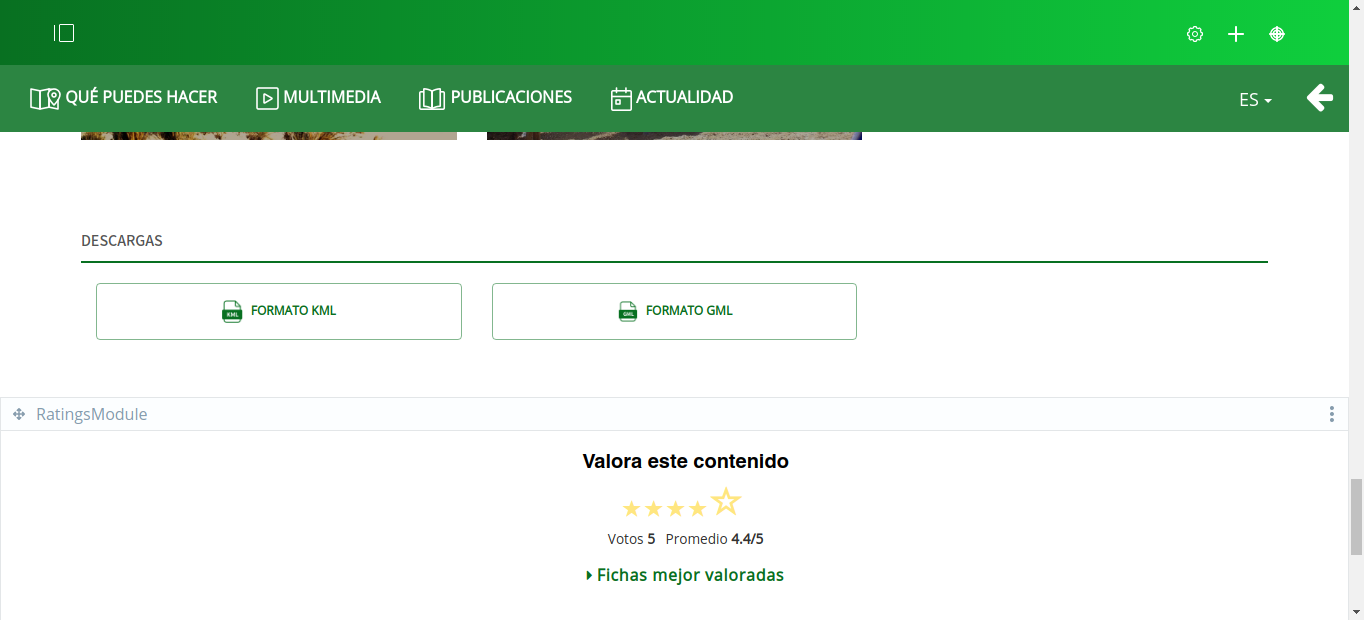 QUÉ PUEDES HACER MULTIMEDIA PUBLICACIONES ACTUALIDAD ES
DESCARGAS
KML FORMATO KML GML FORMATO GML
RatingsModule
Valora este contenido
Votos 5 Promedio 4.4/5
Fichas mejor valoradas